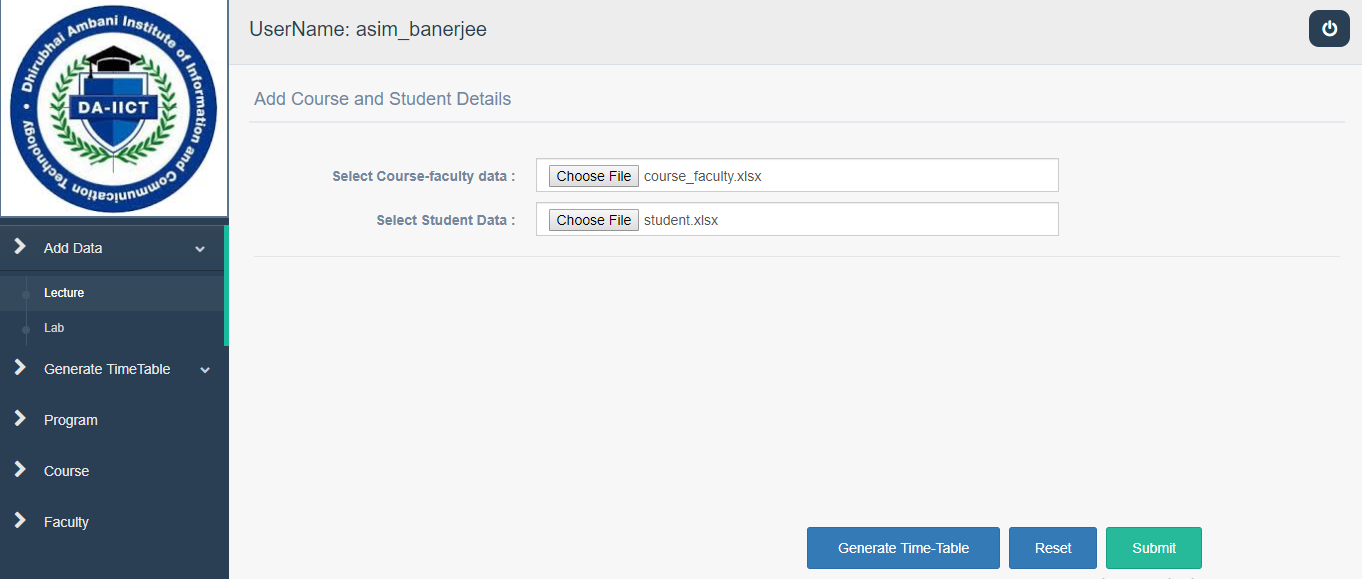 Dhirubhai Ambani Institute of Information and Communication Technology
DA-IICT
UserName: asim_banerjee
Add Course and Student Details
Select Course-faculty data : Choose File course_faculty.xlsx
Select Student Data : Choose File student.xlsx
Add Data
Lecture
Lab
Generate TimeTable
Program
Course
Faculty
Generate Time-Table Reset Submit